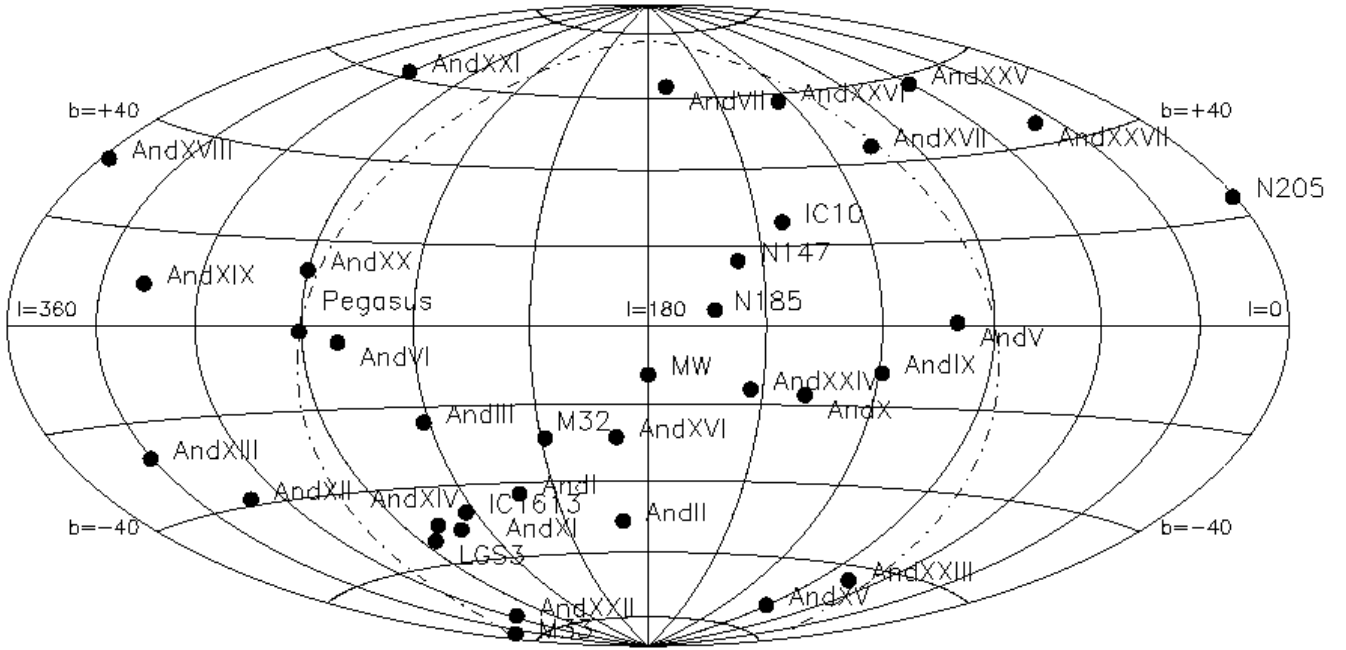 AndXXI
AndXXV
AndVII
AndXXVI
b=+40
b=+40
AndXVII
AndXXVII
AndXVIII
N205
IC10
N147
AndXX
AndXIX
Pegasus
N185
l=360
l=180
l=0
AndV
AndVI
MW
AndIX
AndXXIV
AndX
AndIII
M32
AndXVI
AndXIII
AndI
AndXII
AndXIV
IC1613
AndII
AndXI
b=-40
b=-40
LGS3
AndXXIII
AndXV
AndXXII
M33